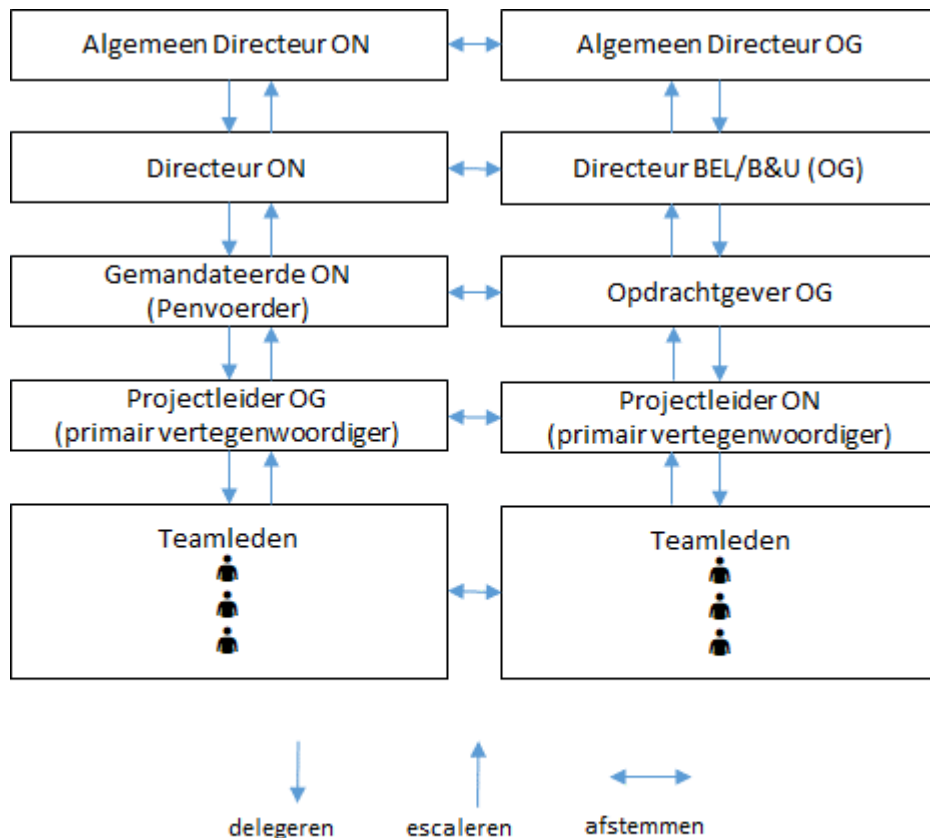 Algemeen Directeur ON
Algemeen Directeur OG
Directeur ON
Directeur BEL/B&U (OG)
Gemandateerde ON
(Penvoerder)
Opdrachtgever OG
Projectleider OG
(primair vertegenwoordiger)
Projectleider ON
(primair vertegenwoordiger)
Teamleden
Teamleden
delegeren
escaleren
afstemmen